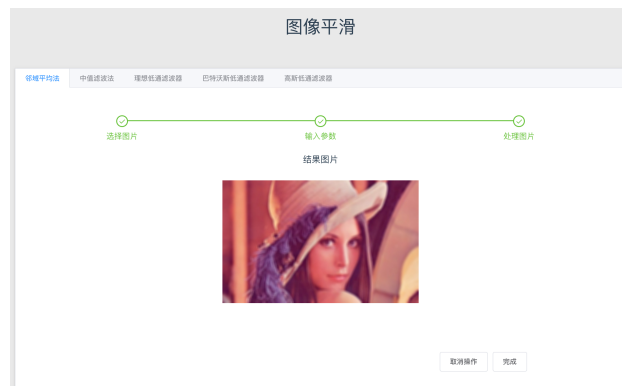 图像平滑
邻域平均法 中值滤波法 理想低通滤波器 巴特沃斯低通滤波器 高斯低通滤波器
选择图片 输入参数 处理图片
结果图片
取消操作 完成